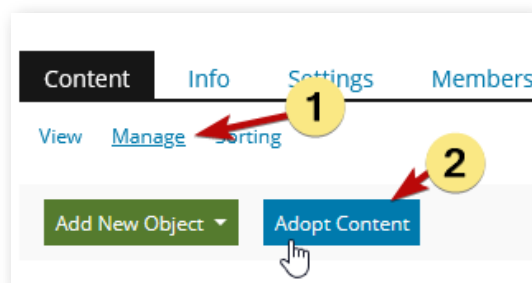 Content Info Settings Members
1
View Manage Sorting
2
Add New Object Adopt Content